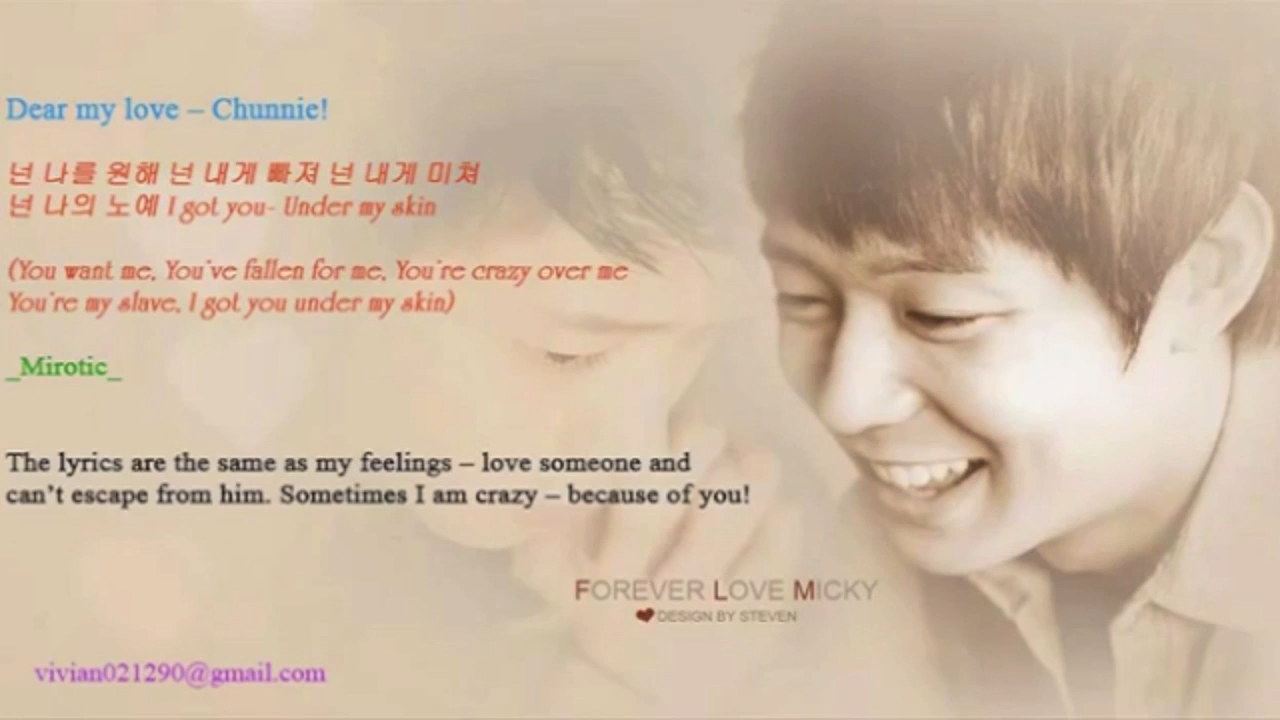 Dear my love – Chunnie!
넌 나를 원해 넌 내게 빠져 넌 내게 미쳐
넌 나의 노예 I got you- Under my skin
(You want me, You've fallen for me, You're crazy over me
You're my slave, I got you under my skin)
_Mirotic_
The lyrics are the same as my feelings – love someone and
can't escape from him. Sometimes I am crazy – because of you!
FOREVER LOVE MICKY
DESIGN BY STEVEN
vivian021290@gmail.com